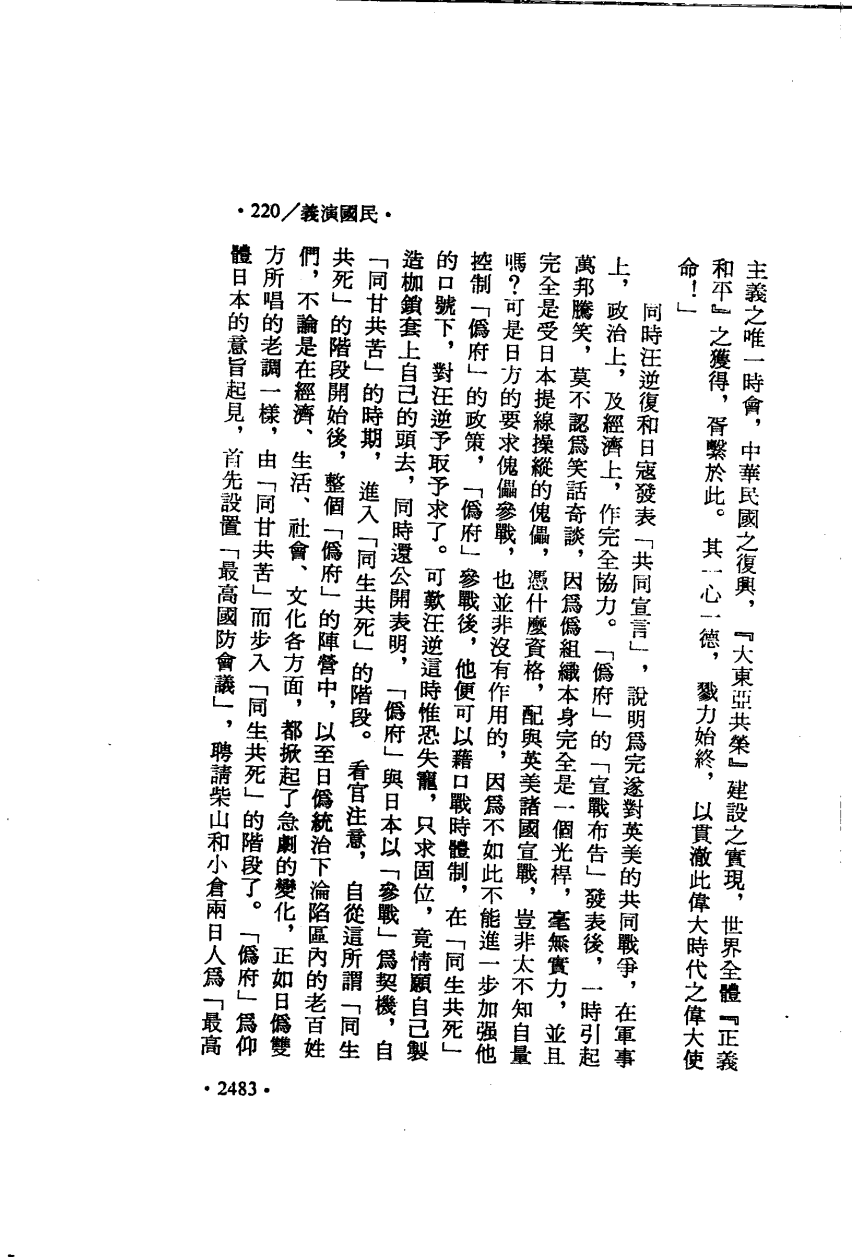 •220／義演國民•
主義之唯一時會，中華民國之復興，『大東亞共榮』建設之實現，世界全體『正義
和平』之獲得，胥繫於此。其一心一德，戮力始終，以貫澈此偉大時代之偉大使
命！」
同時汪逆復和日寇發表「共同宣言」，說明爲完遂對英美的共同戰爭，在軍事
上，政治上，及經濟上，作完全協力。「僞府」的「宣戰布告」發表後，一時引起
萬邦騰笑，莫不認爲笑話奇談，因爲僞組織本身完全是一個光桿，毫無實力，並且
完全是受日本提線操縱的傀儡，憑什麼資格，配與英美諸國宣戰，豈非太不知自量
嗎？可是日方的要求傀儡參戰，也並非沒有作用的，因爲不如此不能進一步加强他
控制「僞府」的政策，「僞府」參戰後，他便可以藉口戰時體制，在「同生共死」
的口號下，對汪逆予取予求了。可歎汪逆這時惟恐失寵，只求固位，竟情願自己製
造枷鎖套上自己的頭去，同時還公開表明，「僞府」與日本以「參戰」爲契機，自
「同甘共苦」的時期，進入「同生共死」的階段。看官注意，自從這所謂「同生
共死」的階段開始後，整個「僞府」的陣營中，以至日僞統治下淪陷區內的老百姓
們，不論是在經濟、生活、社會、文化各方面，都掀起了急劇的變化，正如日僞雙
方所唱的老調一樣，由「同甘共苦」而步入「同生共死」的階段了。「僞府」爲仰
體日本的意旨起見，首先設置「最高國防會議」，聘請柴山和小倉兩日人爲「最高
•2483•